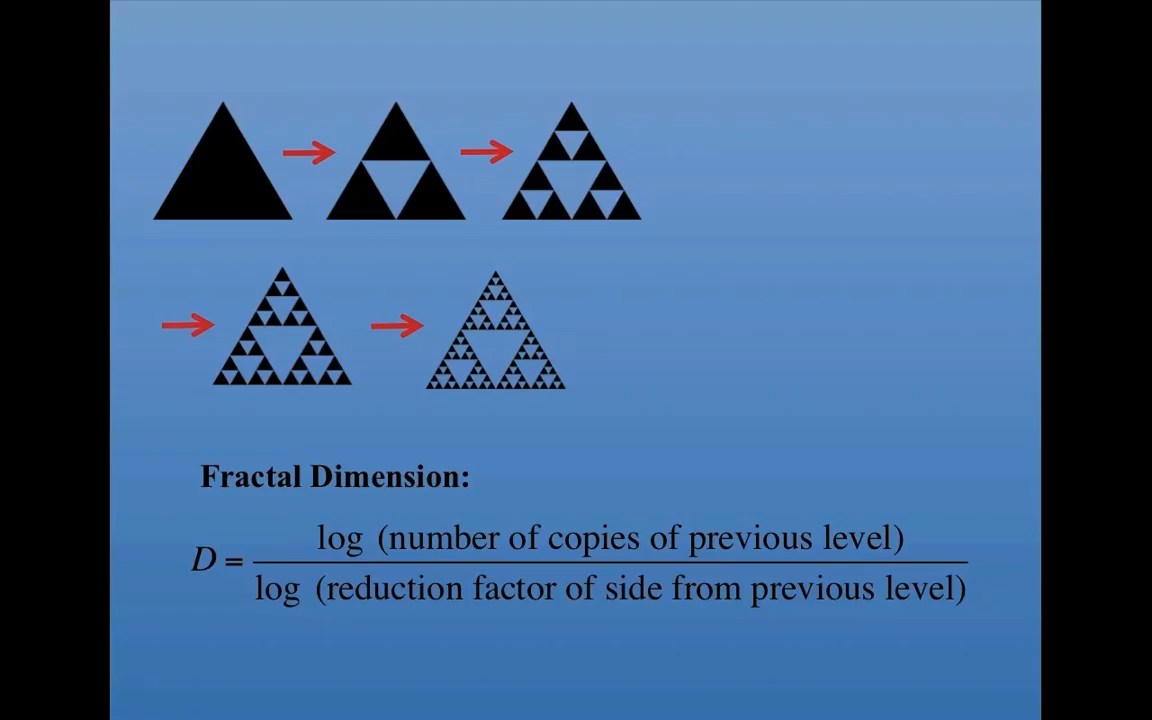 Fractal Dimension:
D = log (number of copies of previous level) / log (reduction factor of side from previous level)